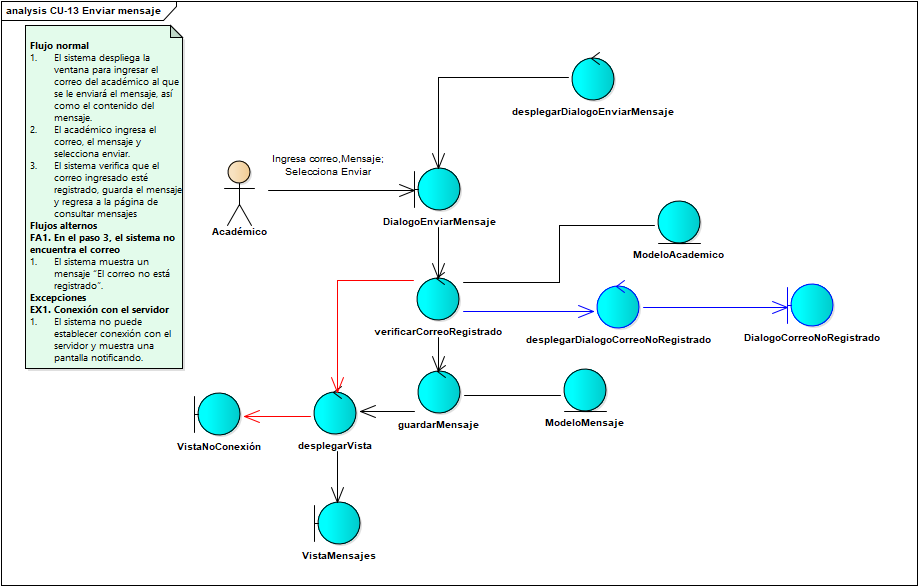 analysis CU-13 Enviar mensaje
Flujo normal
1. El sistema despliega la
ventana para ingresar el
correo del académico al que
se le enviará el mensaje, así
como el contenido del
mensaje.
2. El académico ingresa el
correo, el mensaje y
selecciona enviar.
3. El sistema verifica que el
correo ingresado esté
registrado, guarda el mensaje
y regresa a la página de
consultar mensajes
Flujos alternos
FA1. En el paso 3, el sistema no
encuentra el correo
1. El sistema muestra un
mensaje “El correo no está
registrado”.
Excepciones
EX1. Conexión con el servidor
1. El sistema no puede
establecer conexión con el
servidor y muestra una
pantalla notificando.
desplegarDialogoEnviarMensaje
Ingresa correo,Mensaje;
Selecciona Enviar
Académico
DialogoEnviarMensaje
ModeloAcademico
verificarCorreoRegistrado
desplegarDialogoCorreoNoRegistrado
DialogoCorreoNoRegistrado
guardarMensaje
ModeloMensaje
VistaNoConexión
desplegarVista
VistaMensajes